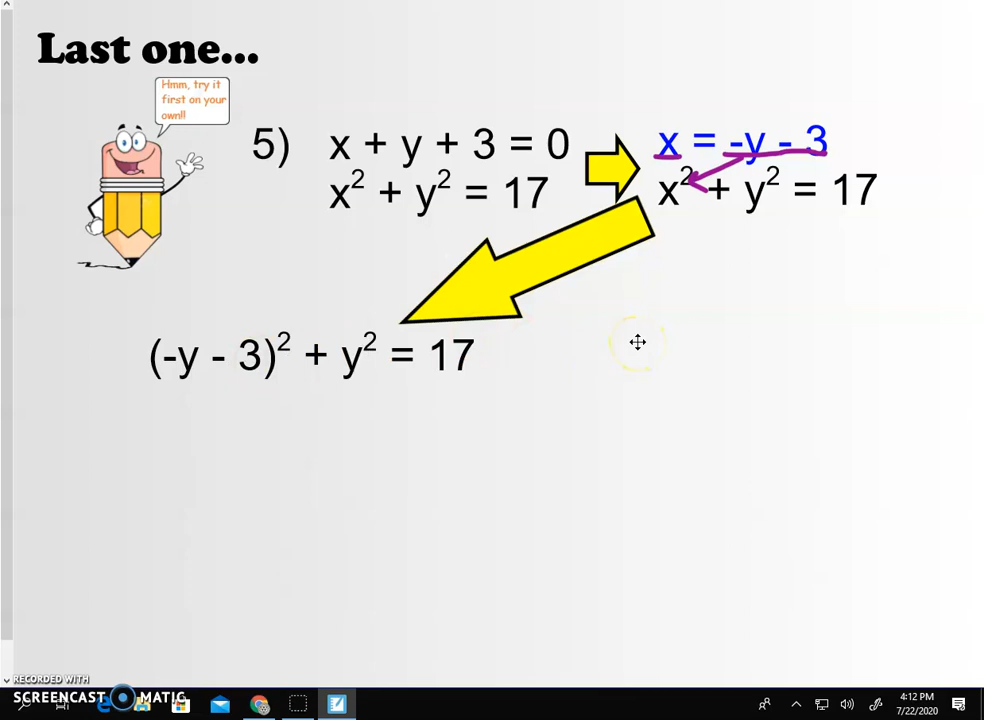 Last one...
Hmm, try it
first on your
own!!
5) x + y + 3 = 0
x² + y² = 17
x = -y - 3
x² + y² = 17
(-y - 3)² + y² = 17
RECORDED WITH
SCREENCAST MATIC
4:12 PM
7/22/2020